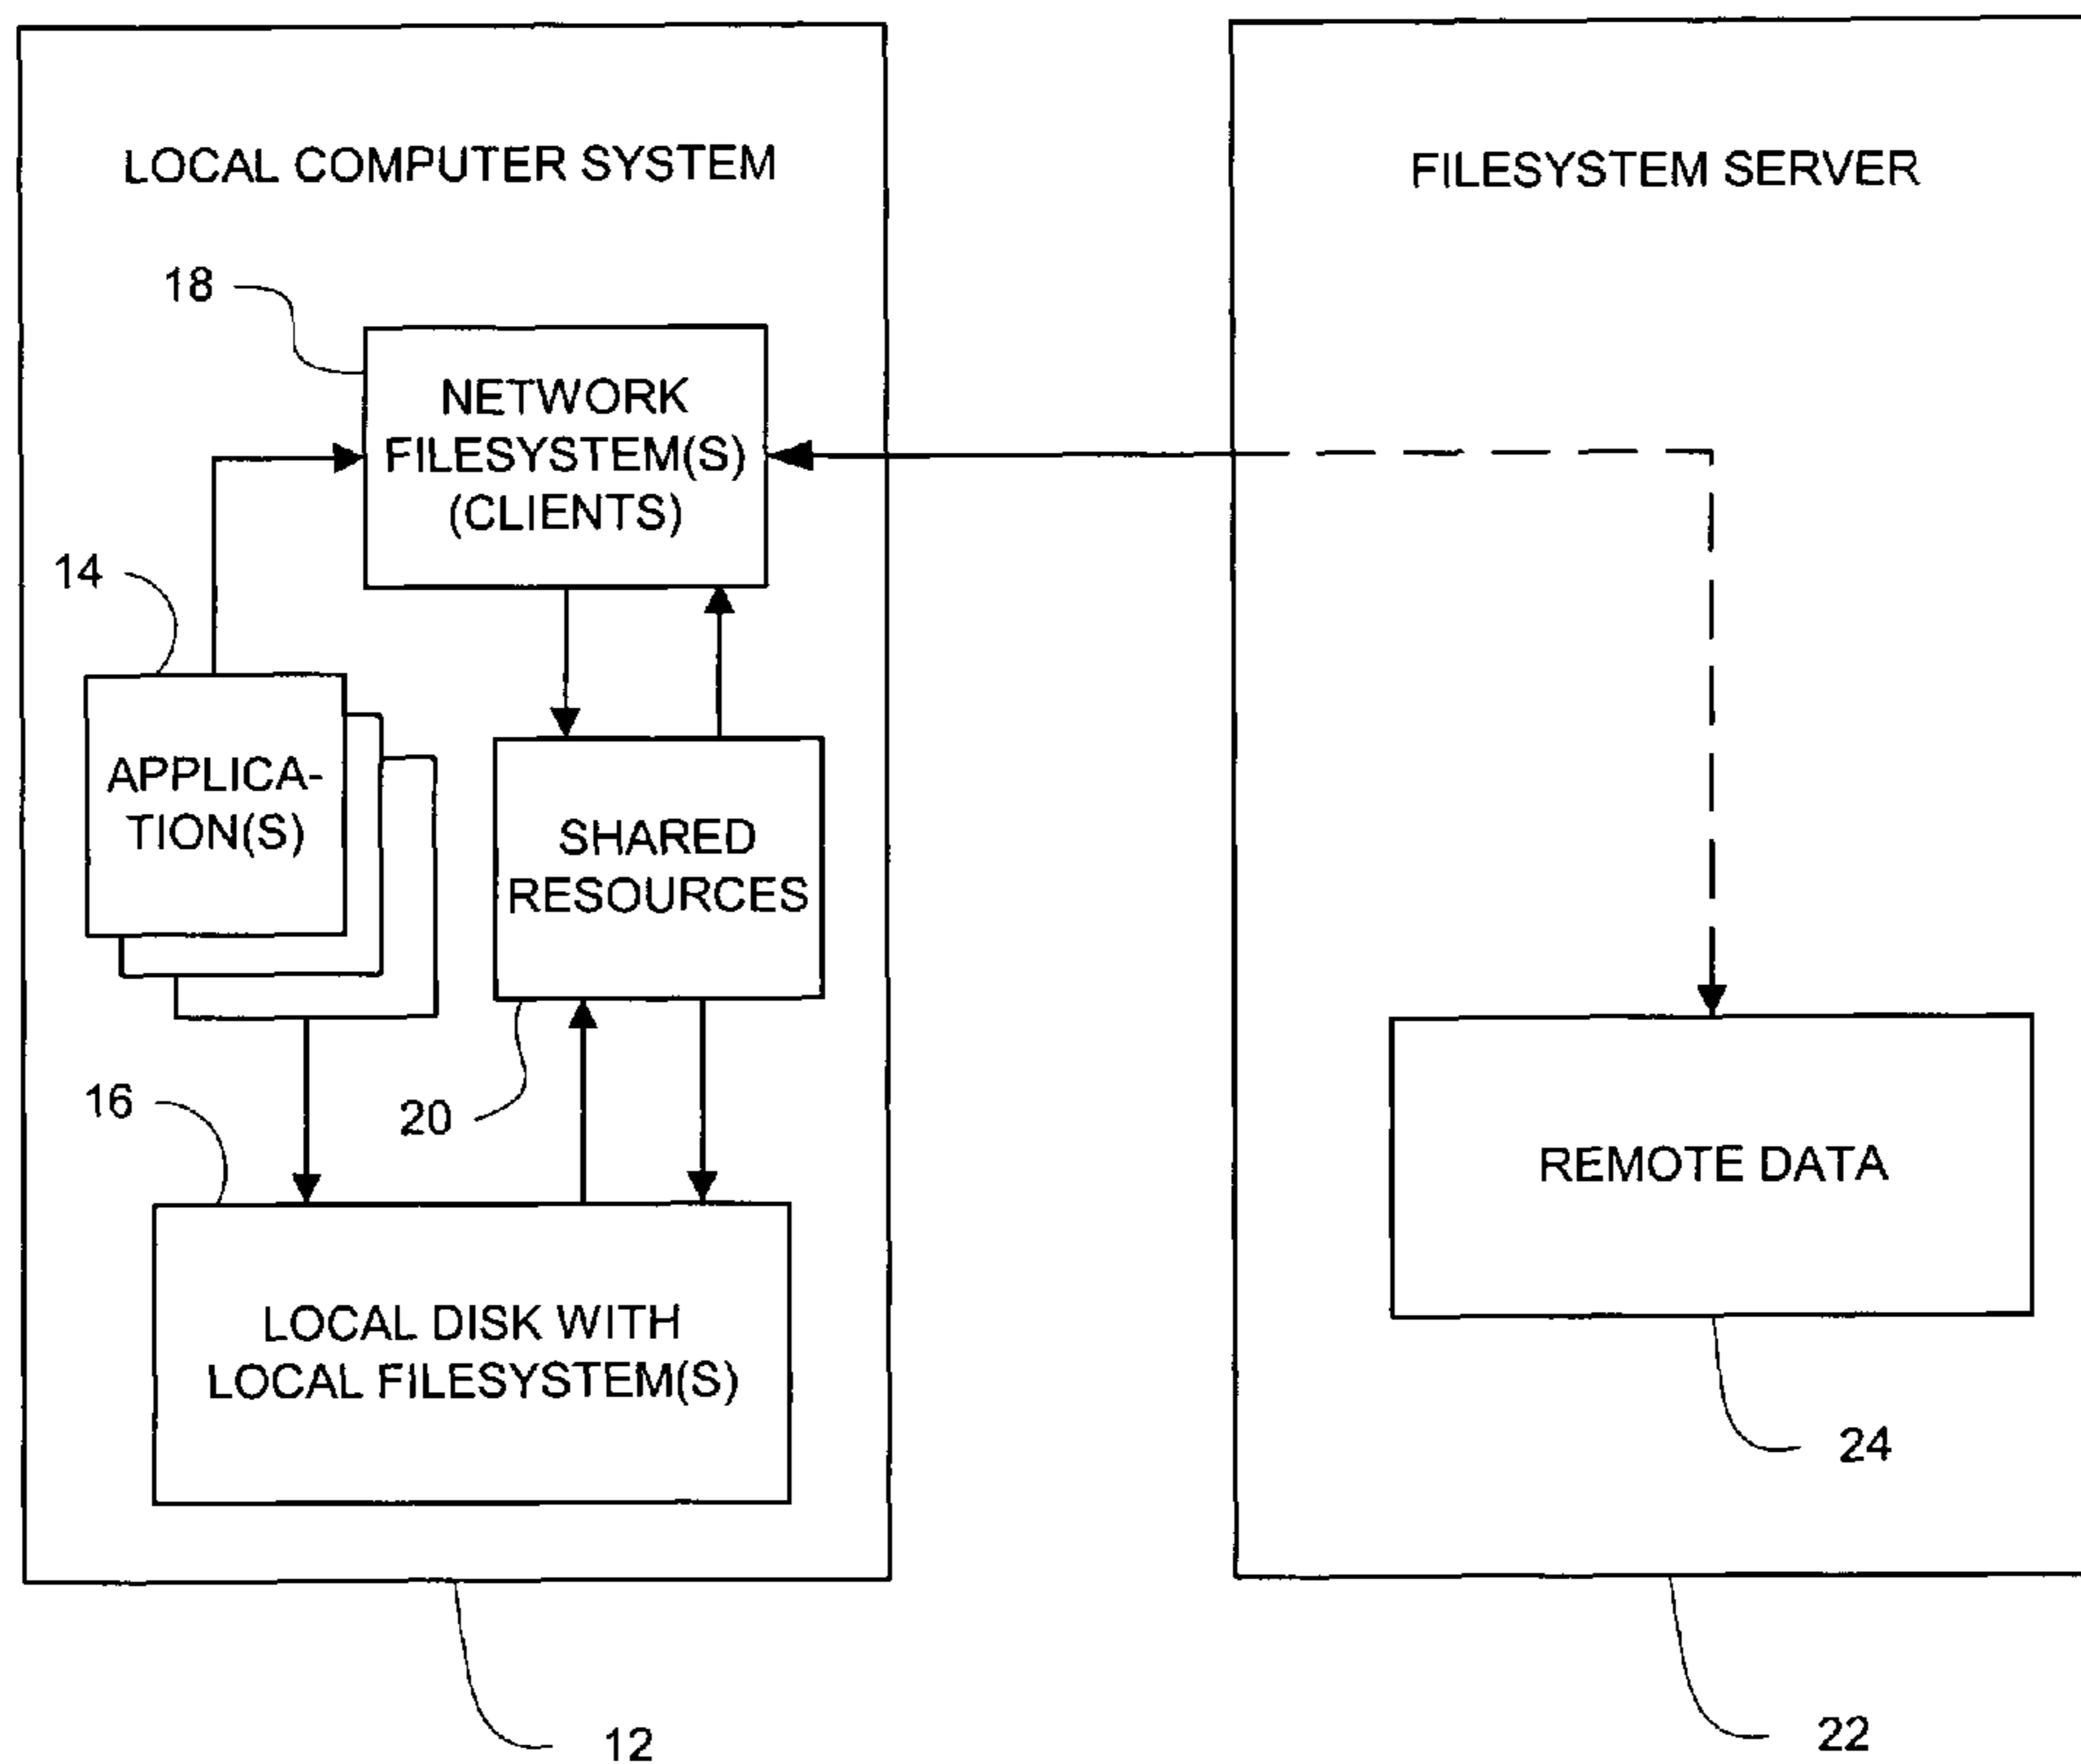 LOCAL COMPUTER SYSTEM
18
NETWORK
FILESYSTEM(S)
(CLIENTS)
14
APPLICA-
TION(S)
SHARED
RESOURCES
16
20
LOCAL DISK WITH
LOCAL FILESYSTEM(S)
12
FILESYSTEM SERVER
REMOTE DATA
24
22